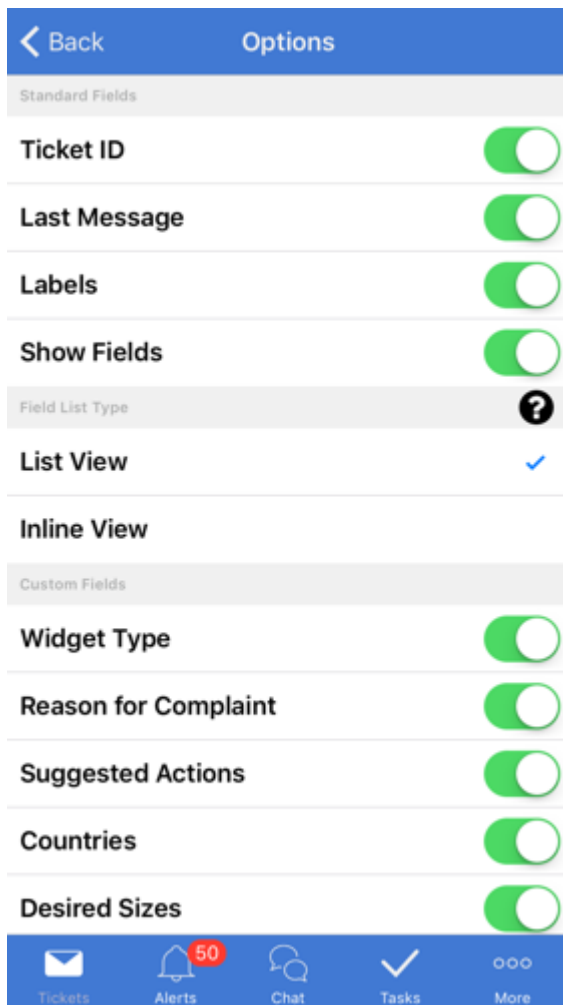 Back
Options
Standard Fields
Ticket ID
Last Message
Labels
Show Fields
Field List Type
?
List View
Inline View
Custom Fields
Widget Type
Reason for Complaint
Suggested Actions
Countries
Desired Sizes
50
Tickets
Alerts
Chat
Tasks
More